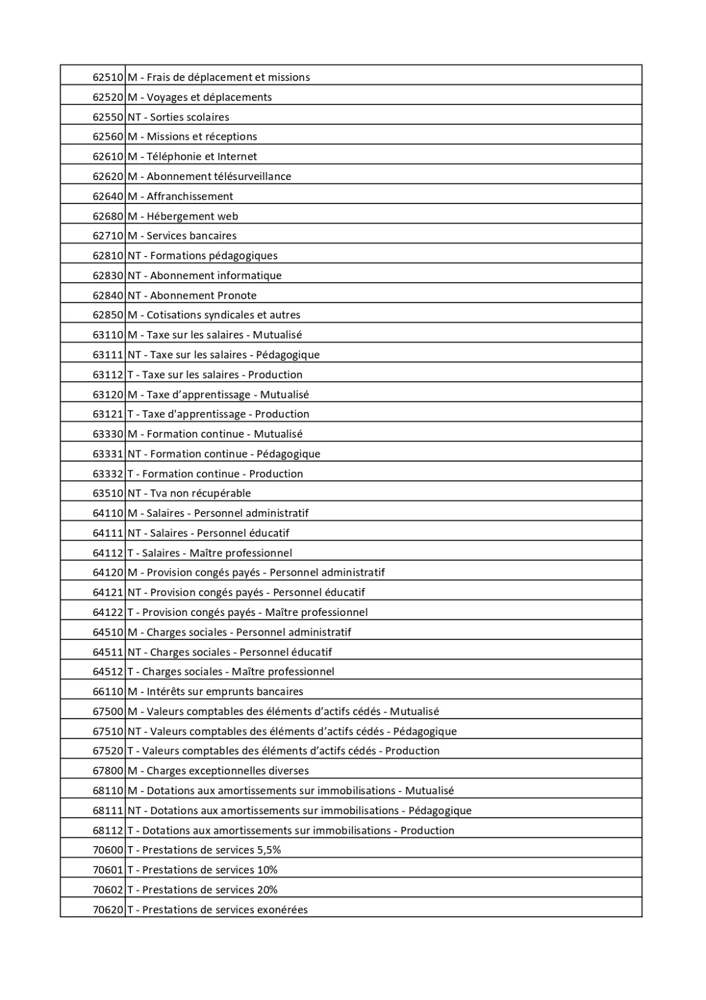 62510 M - Frais de déplacement et missions
62520 M - Voyages et déplacements
62550 NT - Sorties scolaires
62560 M - Missions et réceptions
62610 M - Téléphonie et Internet
62620 M - Abonnement télésurveillance
62640 M - Affranchissement
62680 M - Hébergement web
62710 M - Services bancaires
62810 NT - Formations pédagogiques
62830 NT - Abonnement informatique
62840 NT - Abonnement Pronote
62850 M - Cotisations syndicales et autres
63110 M - Taxe sur les salaires - Mutualisé
63111 NT - Taxe sur les salaires - Pédagogique
63112 T - Taxe sur les salaires - Production
63120 M - Taxe d’apprentissage - Mutualisé
63121 T - Taxe d'apprentissage - Production
63330 M - Formation continue - Mutualisé
63331 NT - Formation continue - Pédagogique
63332 T - Formation continue - Production
63510 NT - Tva non récupérable
64110 M - Salaires - Personnel administratif
64111 NT - Salaires - Personnel éducatif
64112 T - Salaires - Maître professionnel
64120 M - Provision congés payés - Personnel administratif
64121 NT - Provision congés payés - Personnel éducatif
64122 T - Provision congés payés - Maître professionnel
64510 M - Charges sociales - Personnel administratif
64511 NT - Charges sociales - Personnel éducatif
64512 T - Charges sociales - Maître professionnel
66110 M - Intérêts sur emprunts bancaires
67500 M - Valeurs comptables des éléments d’actifs cédés - Mutualisé
67510 NT - Valeurs comptables des éléments d’actifs cédés - Pédagogique
67520 T - Valeurs comptables des éléments d’actifs cédés - Production
67800 M - Charges exceptionnelles diverses
68110 M - Dotations aux amortissements sur immobilisations - Mutualisé
68111 NT - Dotations aux amortissements sur immobilisations - Pédagogique
68112 T - Dotations aux amortissements sur immobilisations - Production
70600 T - Prestations de services 5,5%
70601 T - Prestations de services 10%
70602 T - Prestations de services 20%
70620 T - Prestations de services exonérées